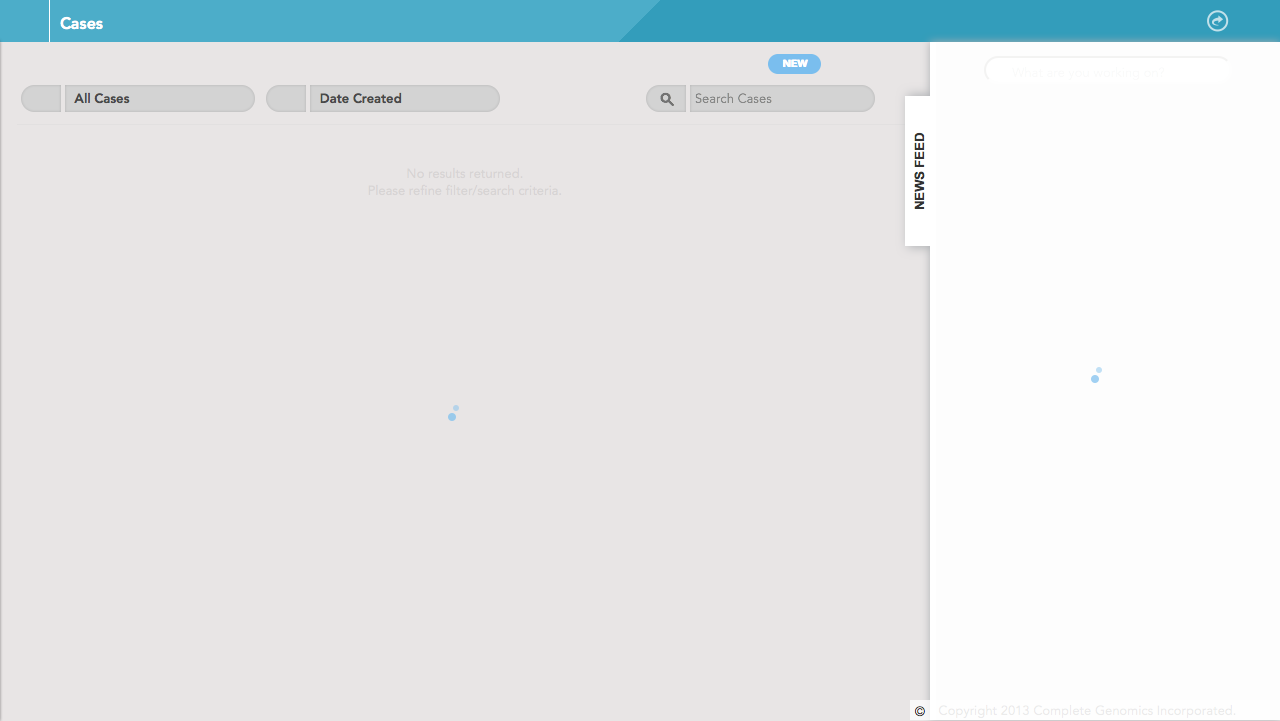 Cases
NEW
All Cases
Date Created
Search Cases
No results returned.
Please refine filter/search criteria.
NEWS FEED
What are you working on?
© Copyright 2013 Complete Genomics Incorporated.